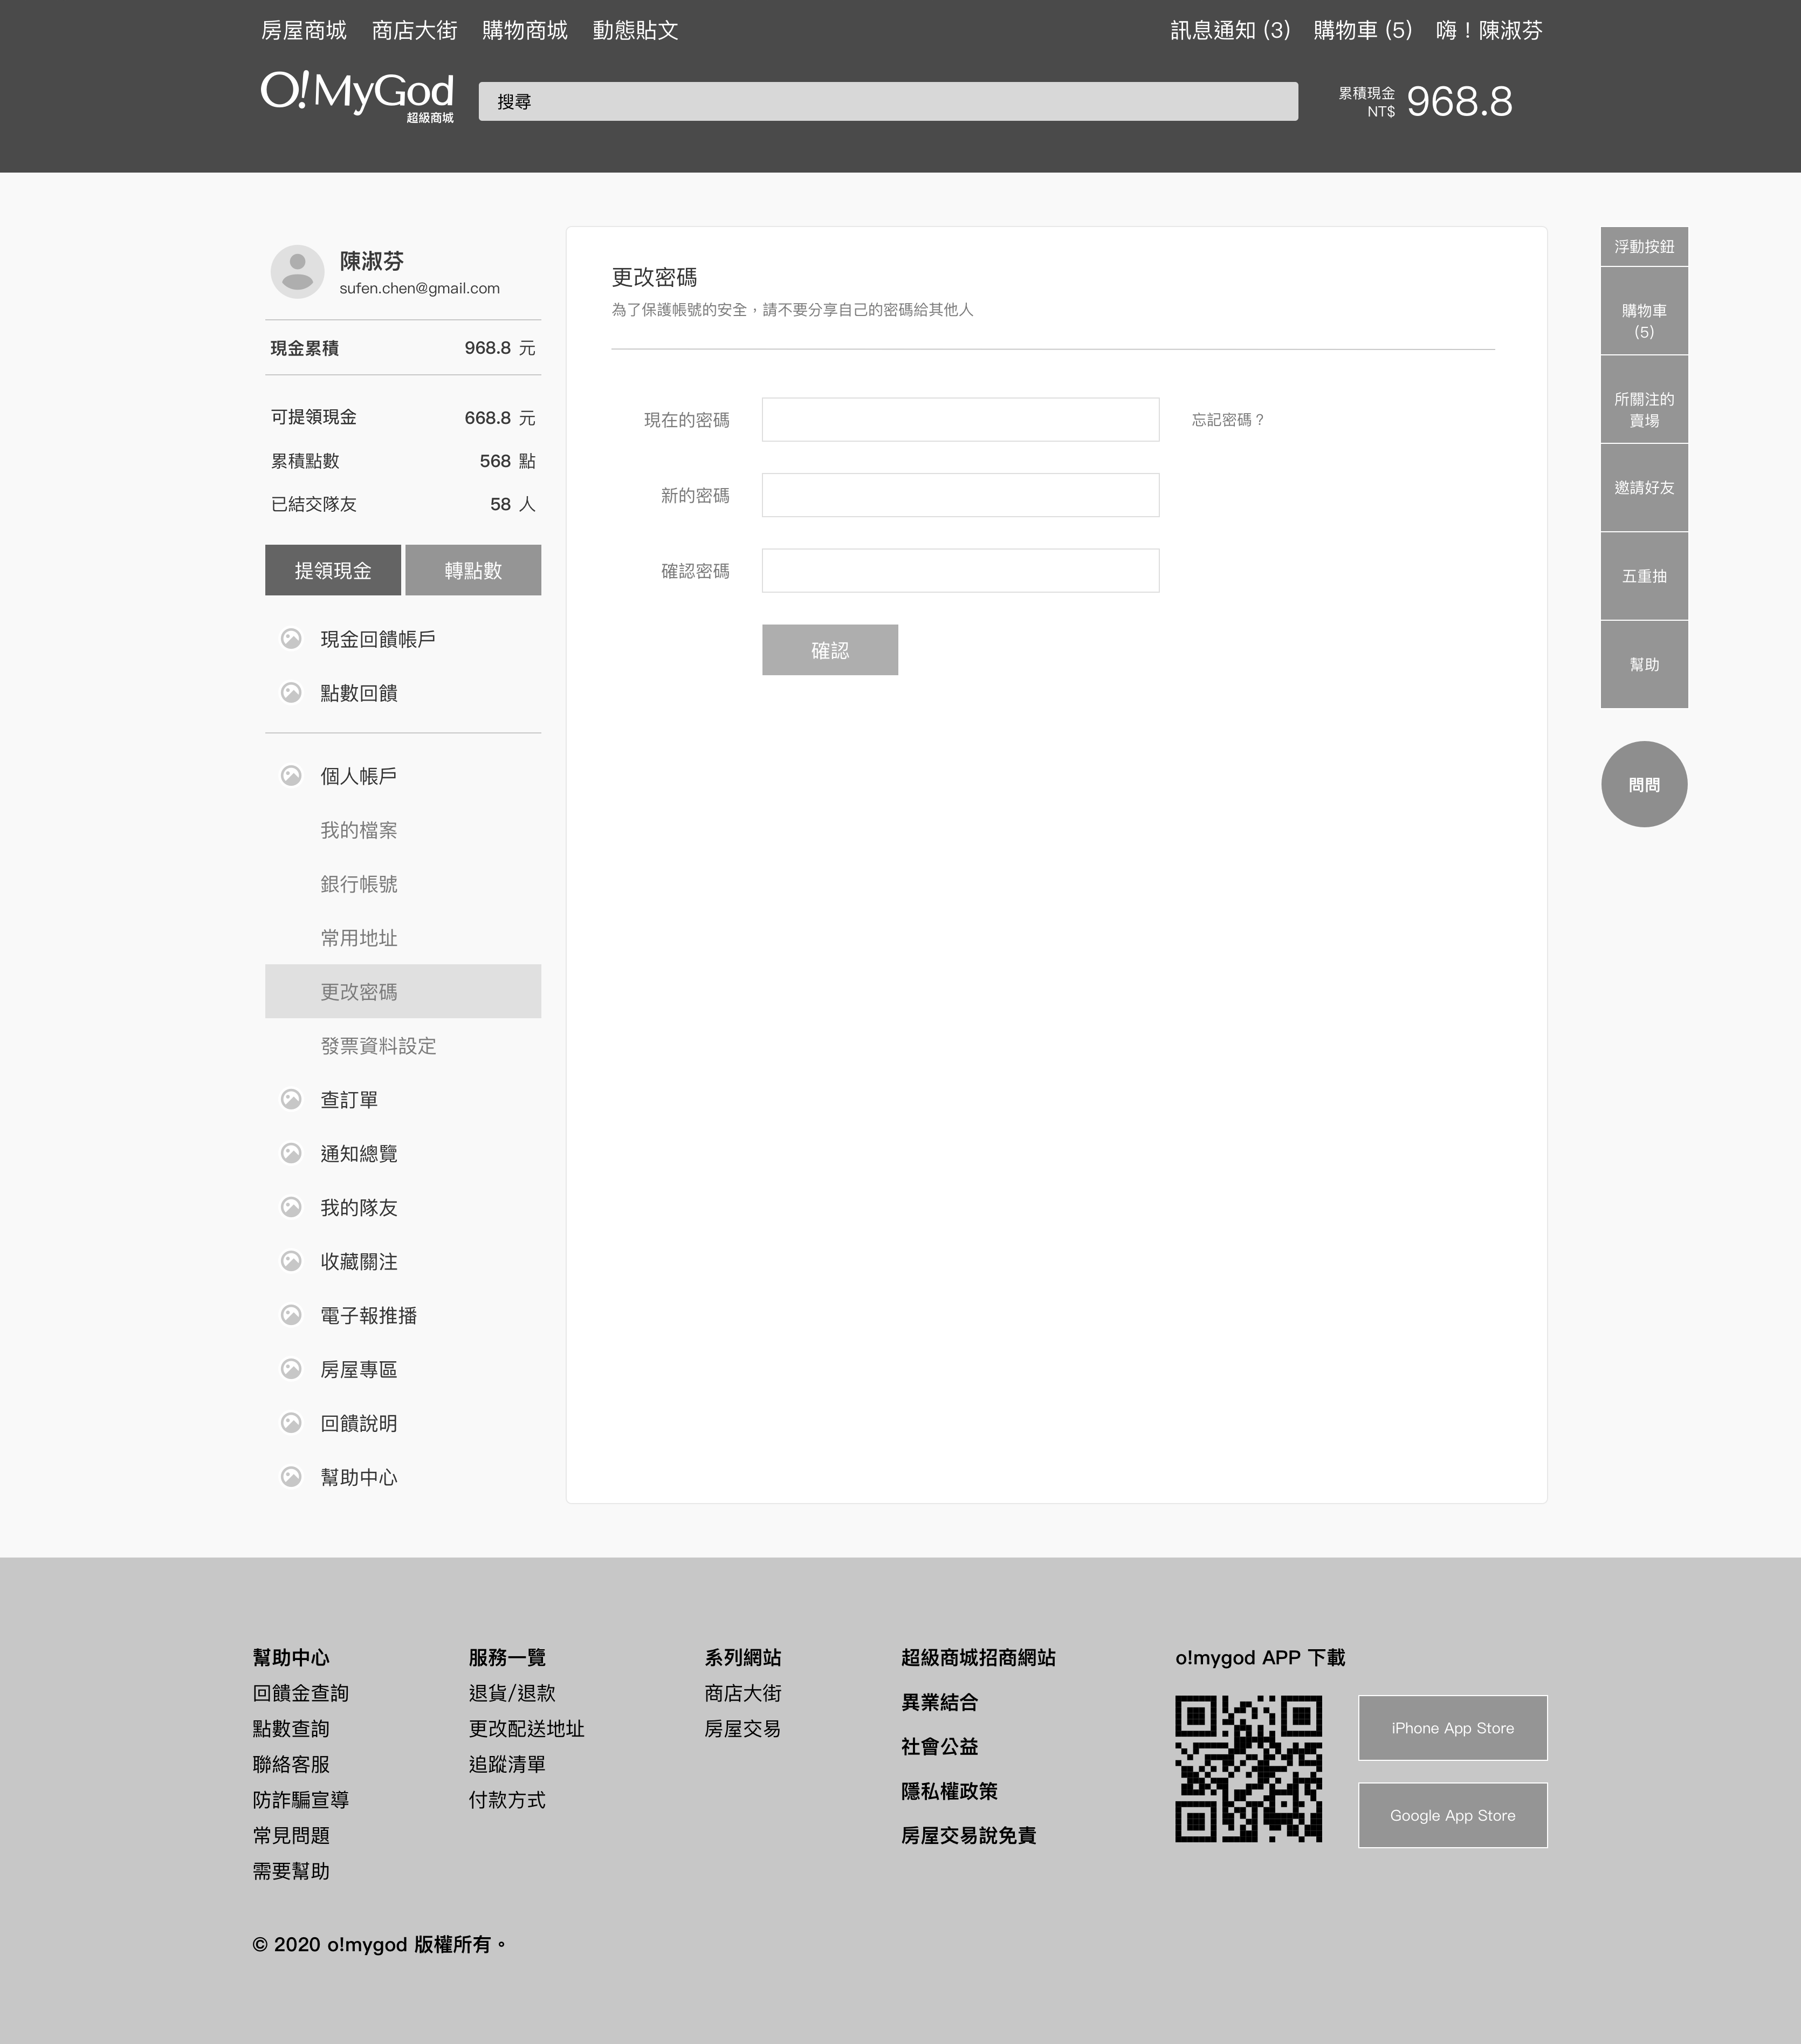 房屋商城 商店大街 購物商城 動態貼文 訊息通知 (3) 購物車 (5) 嗨！陳淑芬
O!MyGod
超級商城
搜尋
累積現金
NT$ 968.8
陳淑芬
sufen.chen@gmail.com
現金累積 968.8 元
可提領現金 668.8 元
累積點數 568 點
已結交隊友 58 人
提領現金 轉點數
現金回饋帳戶
點數回饋
個人帳戶
我的檔案
銀行帳號
常用地址
更改密碼
發票資料設定
查訂單
通知總覽
我的隊友
收藏關注
電子報推播
房屋專區
回饋說明
幫助中心
更改密碼
為了保護帳號的安全，請不要分享自己的密碼給其他人
現在的密碼 忘記密碼？
新的密碼
確認密碼
確認
浮動按鈕
購物車
(5)
所關注的
賣場
邀請好友
五重抽
幫助
問問
幫助中心
回饋金查詢
點數查詢
聯絡客服
防詐騙宣導
常見問題
需要幫助
服務一覽
退貨/退款
更改配送地址
追蹤清單
付款方式
系列網站
商店大街
房屋交易
超級商城招商網站
異業結合
社會公益
隱私權政策
房屋交易說免責
o!mygod APP 下載
iPhone App Store
Google App Store
© 2020 o!mygod 版權所有。